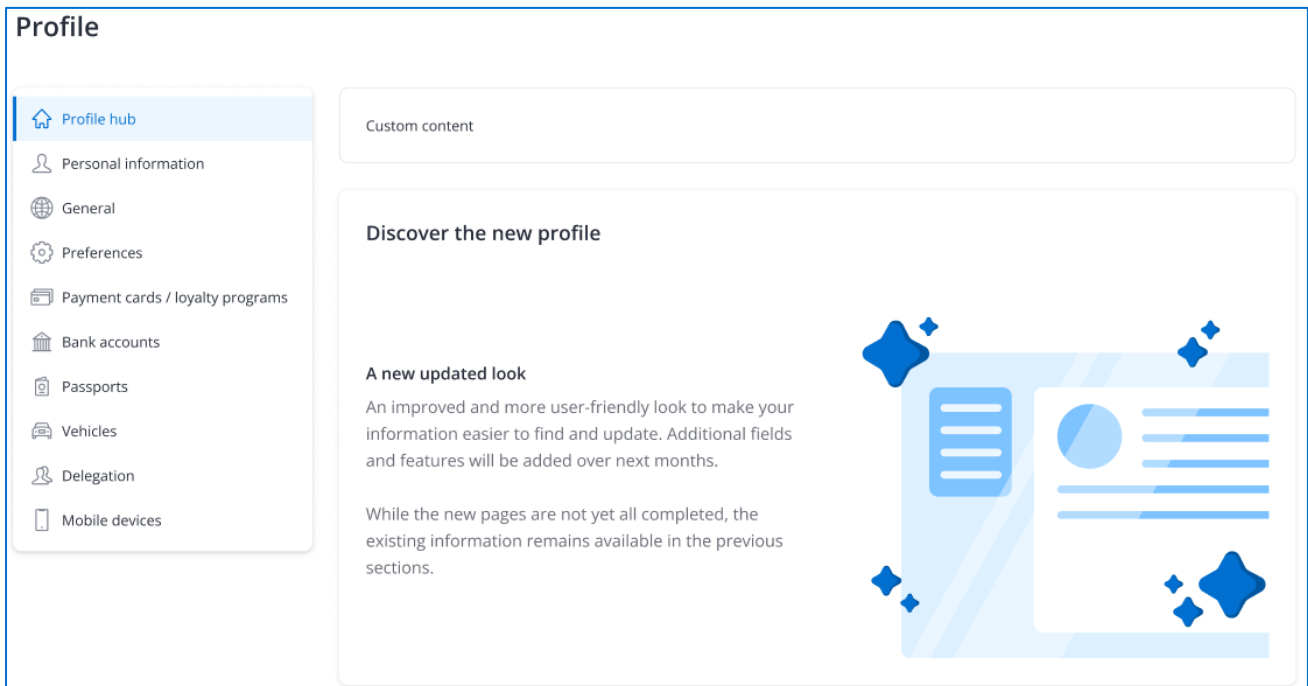 Profile
Profile hub
Personal information
General
Preferences
Payment cards / loyalty programs
Bank accounts
Passports
Vehicles
Delegation
Mobile devices
Custom content
Discover the new profile
A new updated look
An improved and more user-friendly look to make your
information easier to find and update. Additional fields
and features will be added over next months.
While the new pages are not yet all completed, the
existing information remains available in the previous
sections.